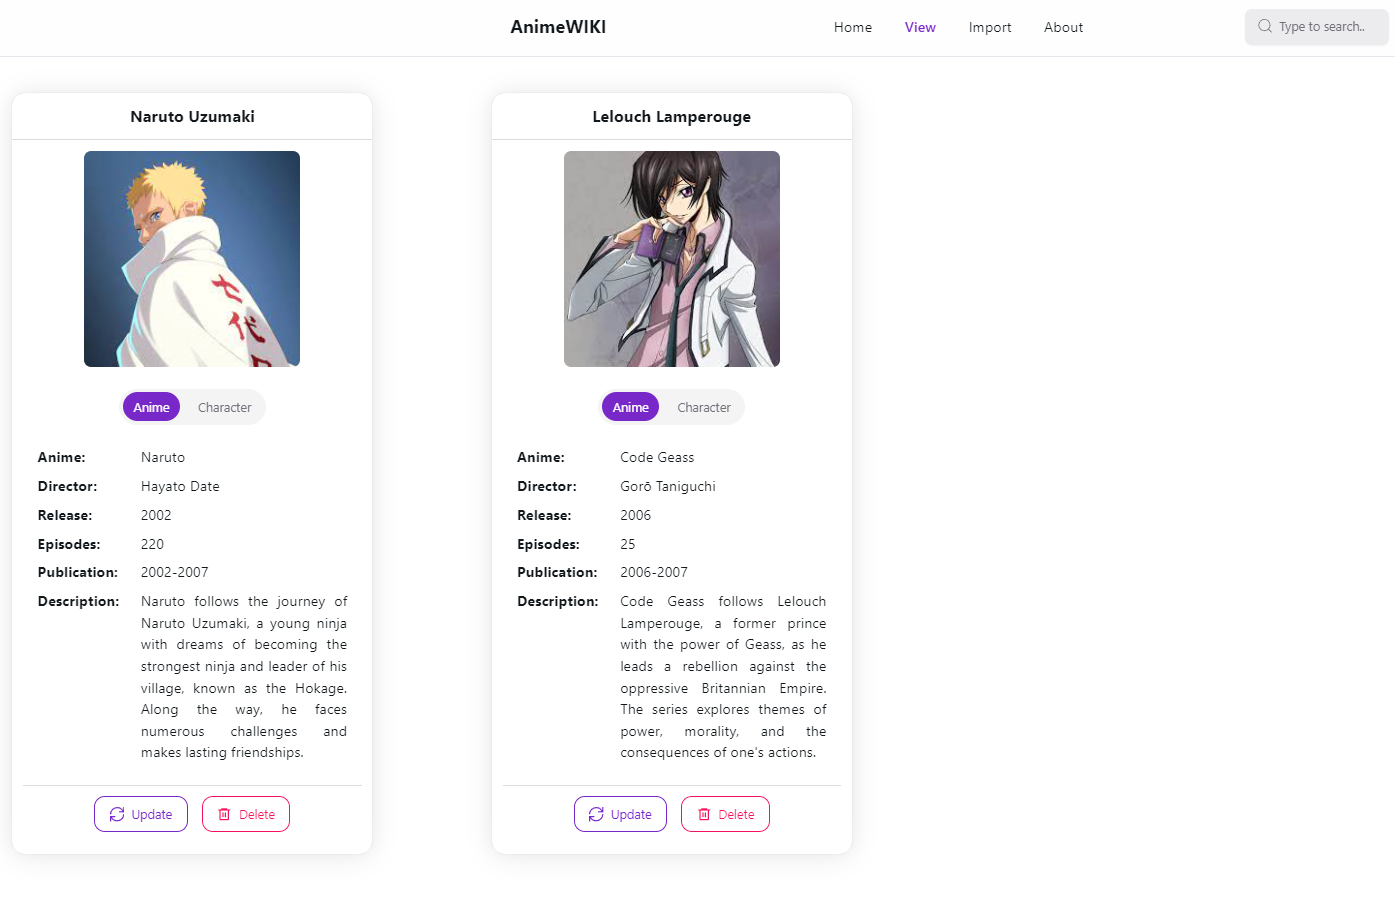 AnimeWIKI
Home View Import About
Type to search..
Naruto Uzumaki
七
代
Anime Character
Anime: Naruto
Director: Hayato Date
Release: 2002
Episodes: 220
Publication: 2002-2007
Description: Naruto follows the journey of
Naruto Uzumaki, a young ninja
with dreams of becoming the
strongest ninja and leader of his
village, known as the Hokage.
Along the way, he faces
numerous challenges and
makes lasting friendships.
Update Delete
Lelouch Lamperouge
Anime Character
Anime: Code Geass
Director: Gorō Taniguchi
Release: 2006
Episodes: 25
Publication: 2006-2007
Description: Code Geass follows Lelouch
Lamperouge, a former prince
with the power of Geass, as he
leads a rebellion against the
oppressive Britannian Empire.
The series explores themes of
power, morality, and the
consequences of one's actions.
Update Delete